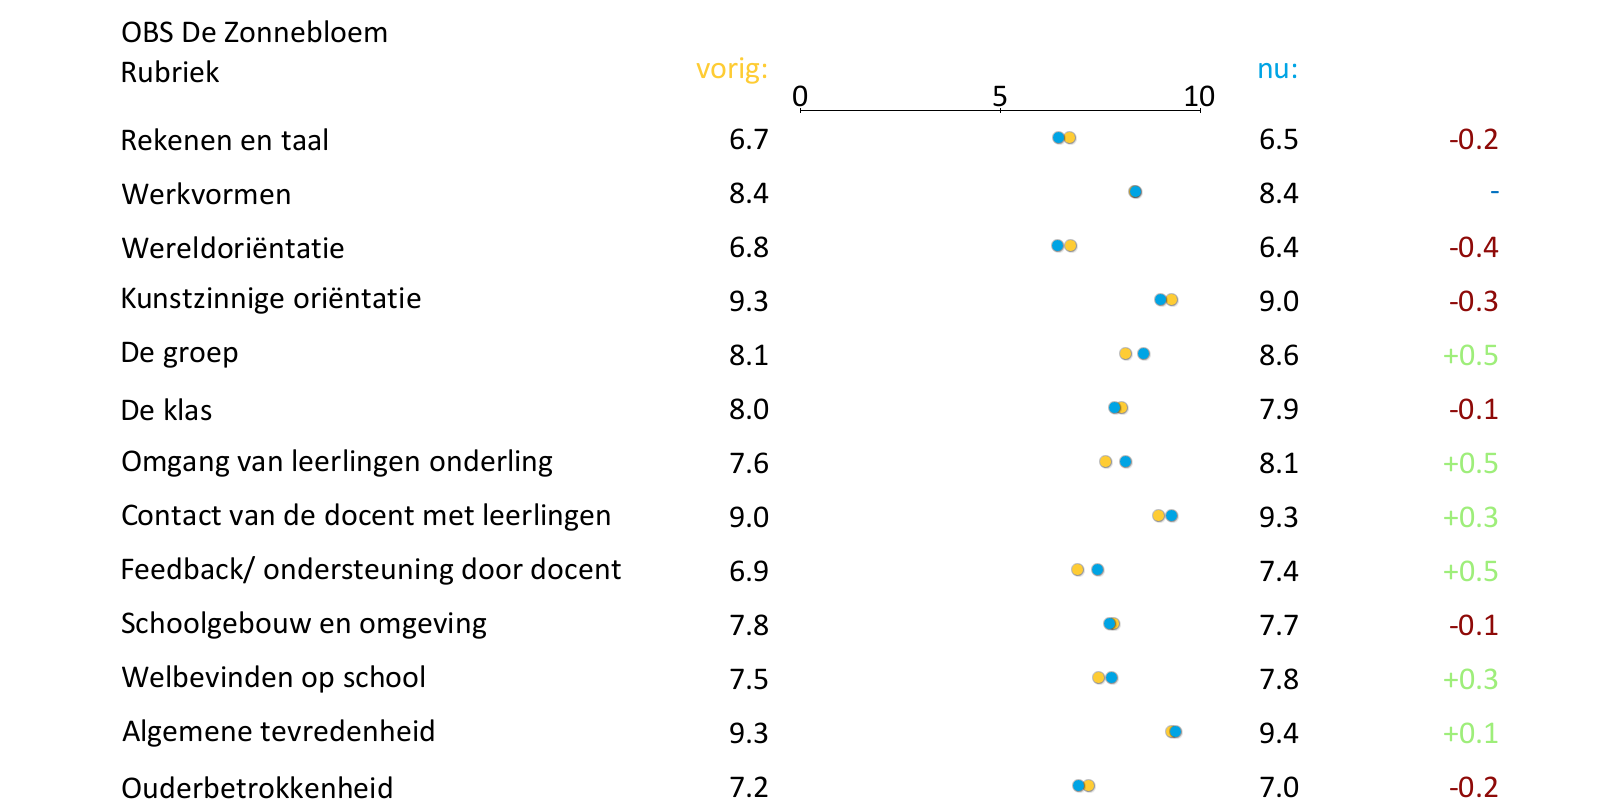 OBS De Zonnebloem
Rubriek vorig: nu:
0 5 10
Rekenen en taal 6.7 6.5 -0.2
Werkvormen 8.4 8.4 -
Wereldoriëntatie 6.8 6.4 -0.4
Kunstzinnige oriëntatie 9.3 9.0 -0.3
De groep 8.1 8.6 +0.5
De klas 8.0 7.9 -0.1
Omgang van leerlingen onderling 7.6 8.1 +0.5
Contact van de docent met leerlingen 9.0 9.3 +0.3
Feedback/ ondersteuning door docent 6.9 7.4 +0.5
Schoolgebouw en omgeving 7.8 7.7 -0.1
Welbevinden op school 7.5 7.8 +0.3
Algemene tevredenheid 9.3 9.4 +0.1
Ouderbetrokkenheid 7.2 7.0 -0.2